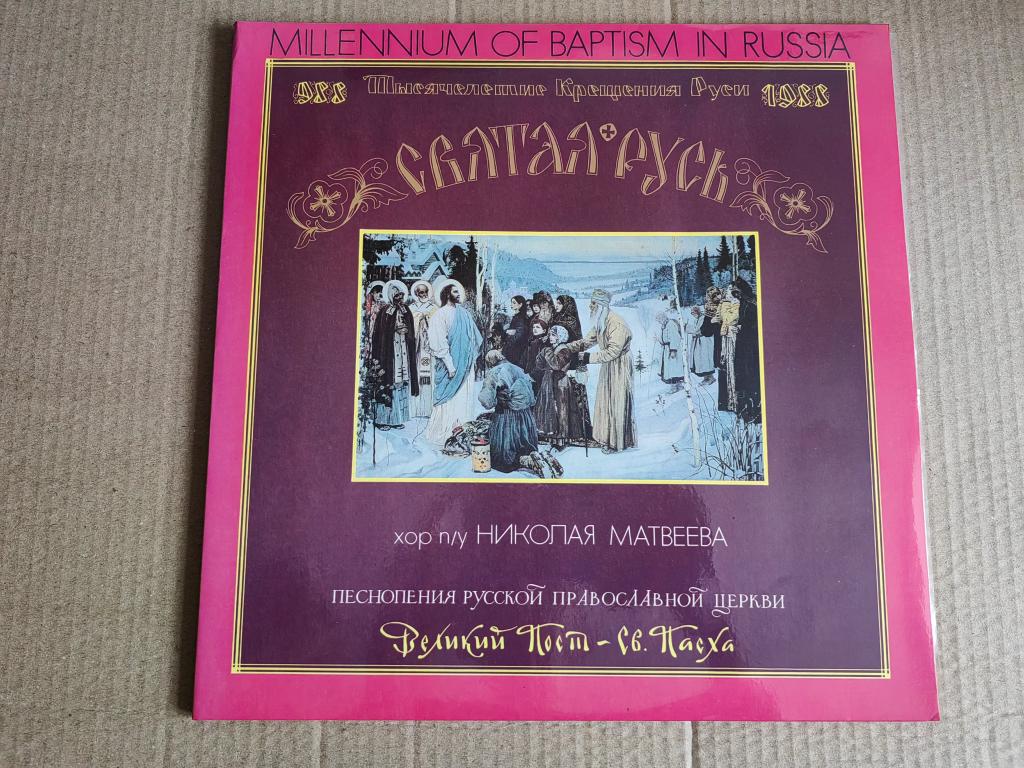 MILLENNIUM OF BAPTISM IN RUSSIA
988 Тысячелетие Крещения Руси 1988
СВЯТАЯ РУСЬ
хор п/у НИКОЛАЯ МАТВЕЕВА
ПЕСНОПЕНИЯ РУССКОЙ ПРАВОСЛАВНОЙ ЦЕРКВИ
Великий Пост - Св. Пасха